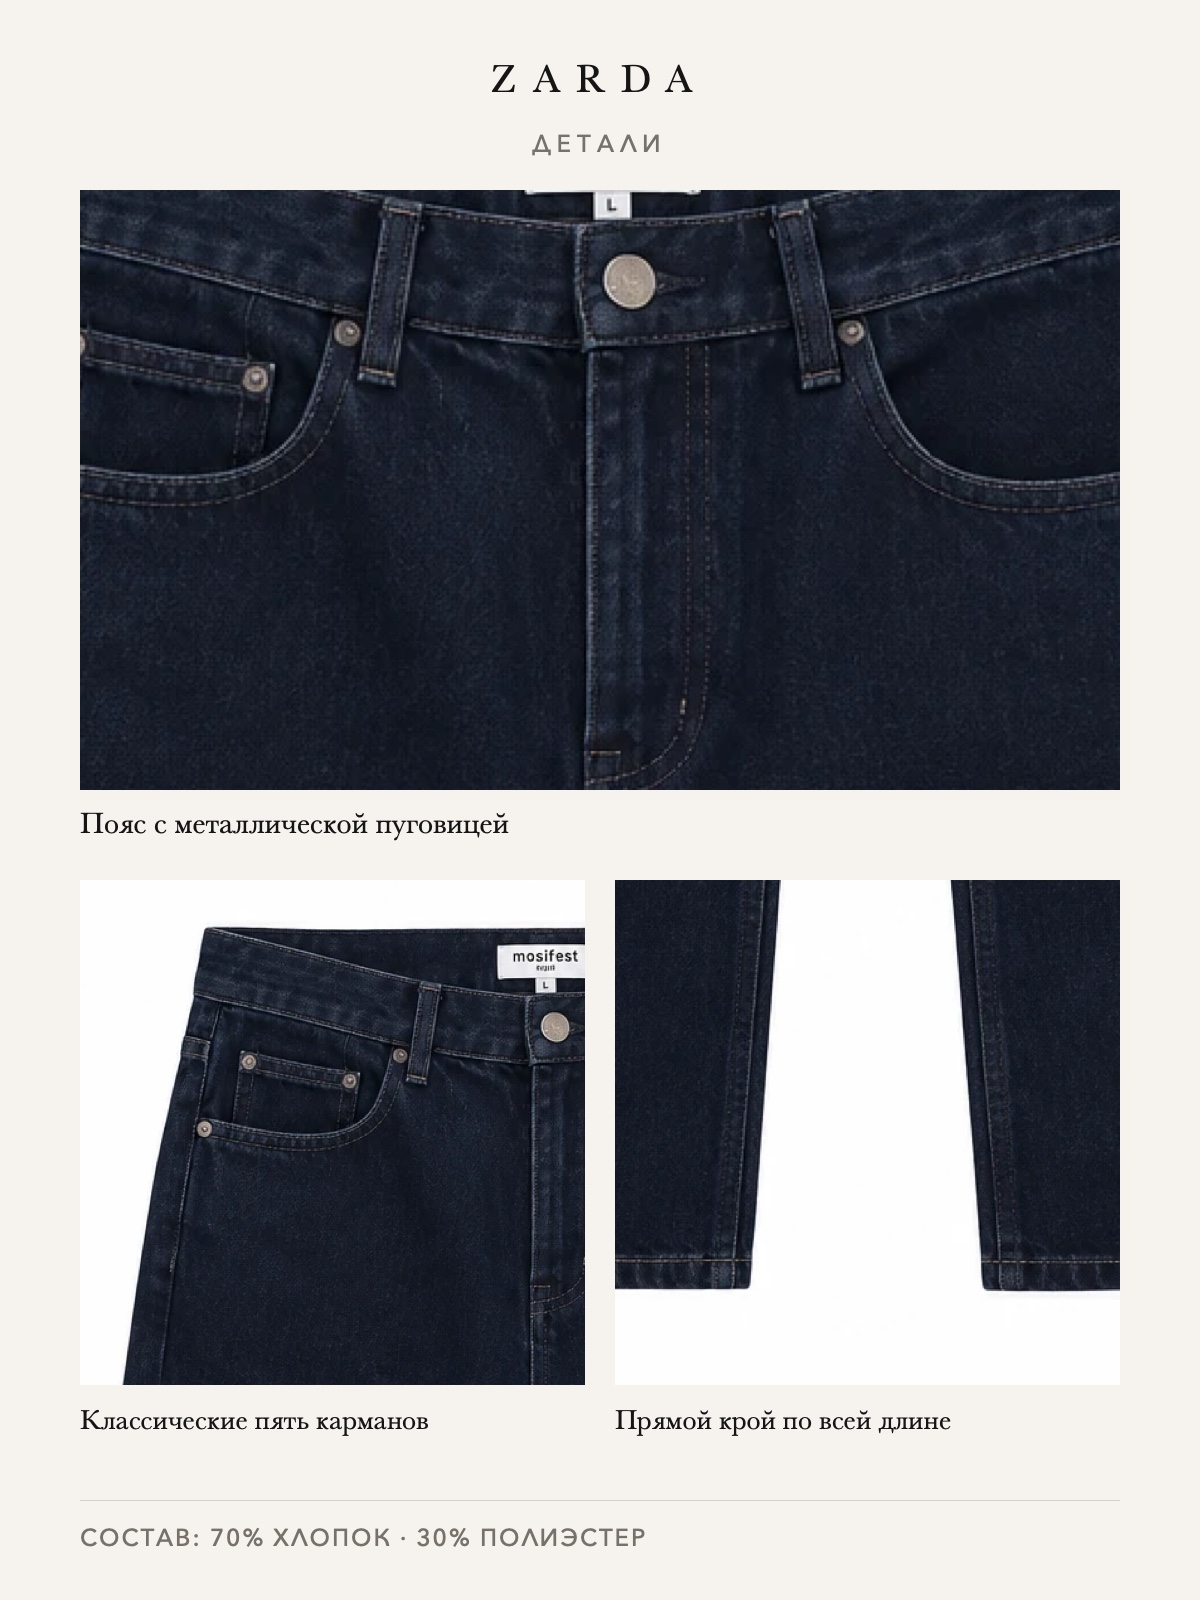 ZARDA
ДЕТАЛИ
L
Пояс с металлической пуговицей
mosifest
L
Классические пять карманов
Прямой крой по всей длине
СОСТАВ: 70% ХЛОПОК · 30% ПОЛИЭСТЕР